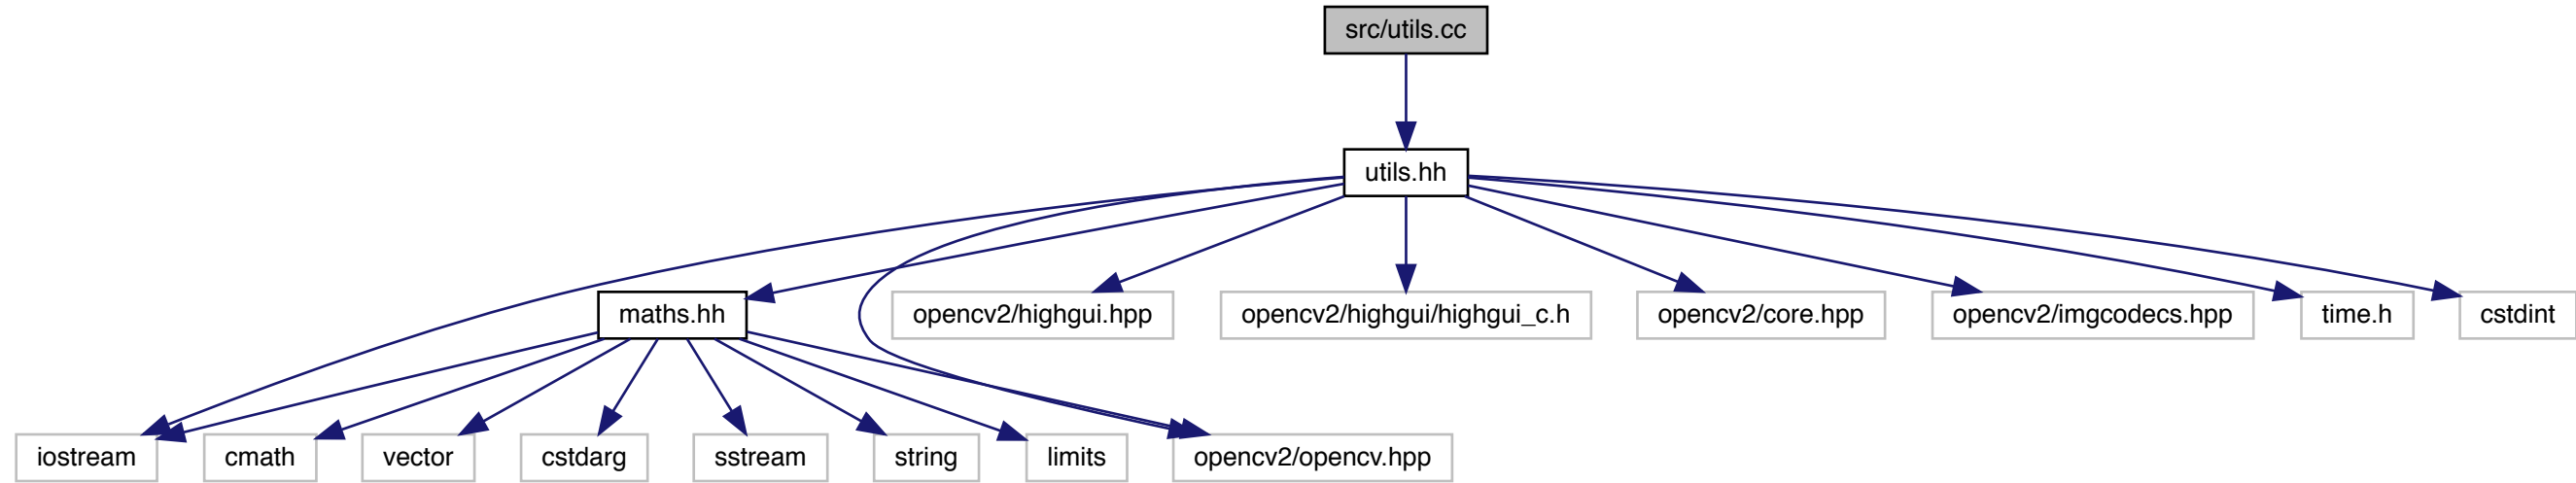 src/utils.cc
utils.hh
maths.hh
opencv2/highgui.hpp
opencv2/highgui/highgui_c.h
opencv2/core.hpp
opencv2/imgcodecs.hpp
time.h
cstdint
iostream
cmath
vector
cstdarg
sstream
string
limits
opencv2/opencv.hpp